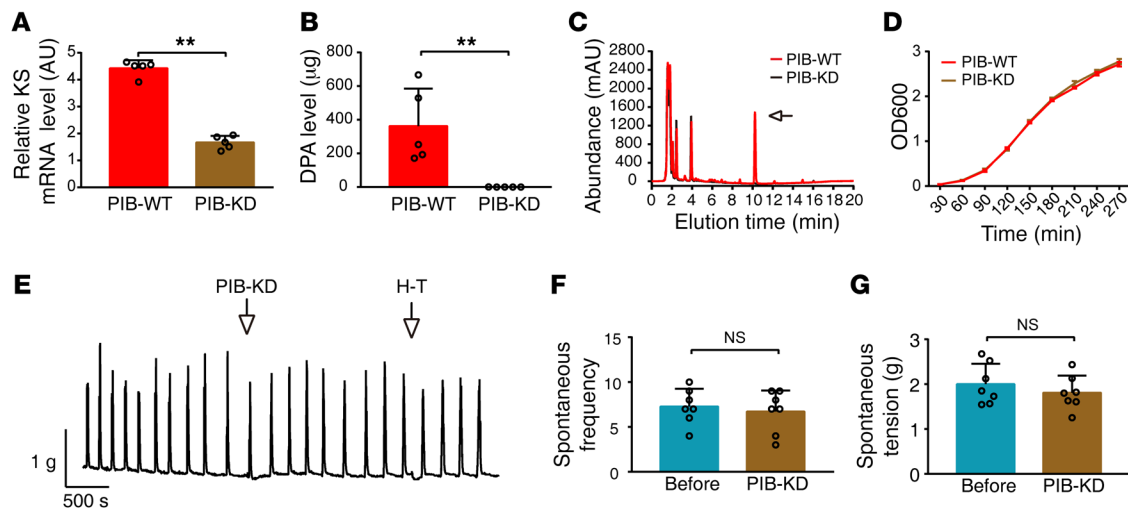 A
Relative KS
mRNA level (AU)
5
4
3
2
1
0
**
PIB-WT PIB-KD
B
DPA level (µg)
800
600
400
200
0
**
PIB-WT PIB-KD
C
Abundance (mAU)
2800
2400
2000
1600
1200
800
400
0
PIB-WT
PIB-KD
0 2 4 6 8 10 12 14 16 18 20
Elution time (min)
D
OD600
3
2
1
0
PIB-WT
PIB-KD
30 60 90 120 150 180 210 240 270
Time (min)
E
PIB-KD
H-T
1 g
500 s
F
Spontaneous
frequency
15
10
5
0
NS
Before PIB-KD
G
Spontaneous
tension (g)
3
2
1
0
NS
Before PIB-KD